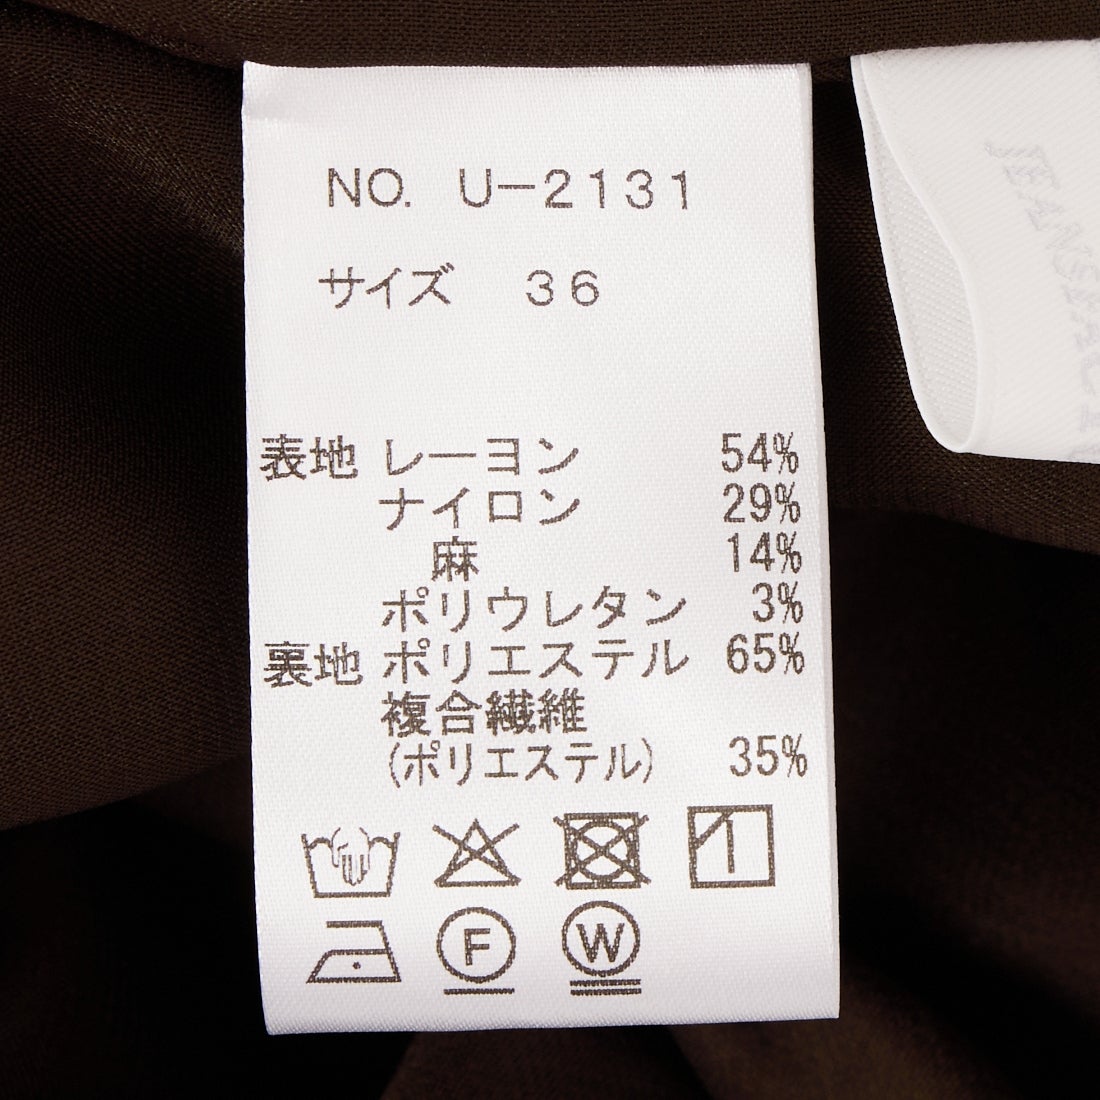 NO. U-2131
サイズ 36
表地 レーヨン 54%
ナイロン 29%
麻 14%
ポリウレタン 3%
裏地 ポリエステル 65%
複合繊維
(ポリエステル) 35%
F
W
JEANS FAC